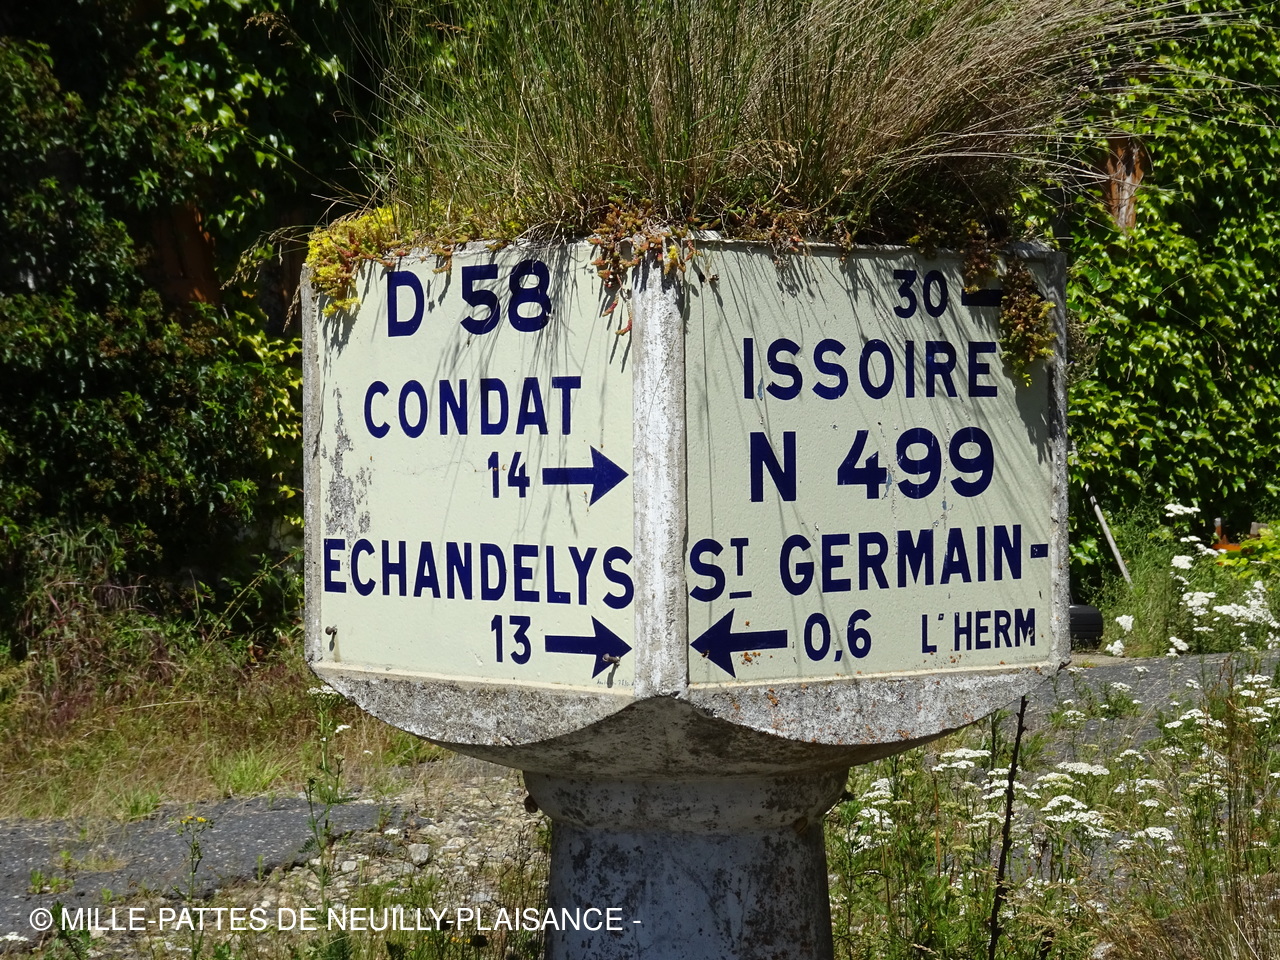 D 58
CONDAT
14
ECHANDELYS
13
30
ISSOIRE
N 499
ST GERMAIN-
0,6 L'HERM
© MILLE-PATTES DE NEUILLY-PLAISANCE -